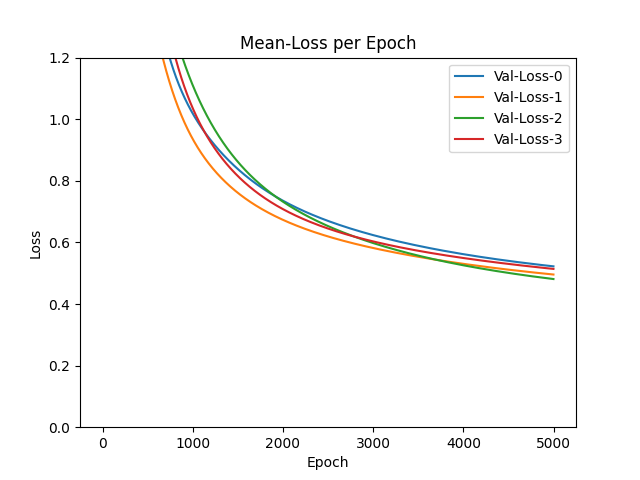 Mean-Loss per Epoch
1.2
1.0
0.8
0.6
0.4
0.2
0.0
Loss
Val-Loss-0
Val-Loss-1
Val-Loss-2
Val-Loss-3
0 1000 2000 3000 4000 5000
Epoch